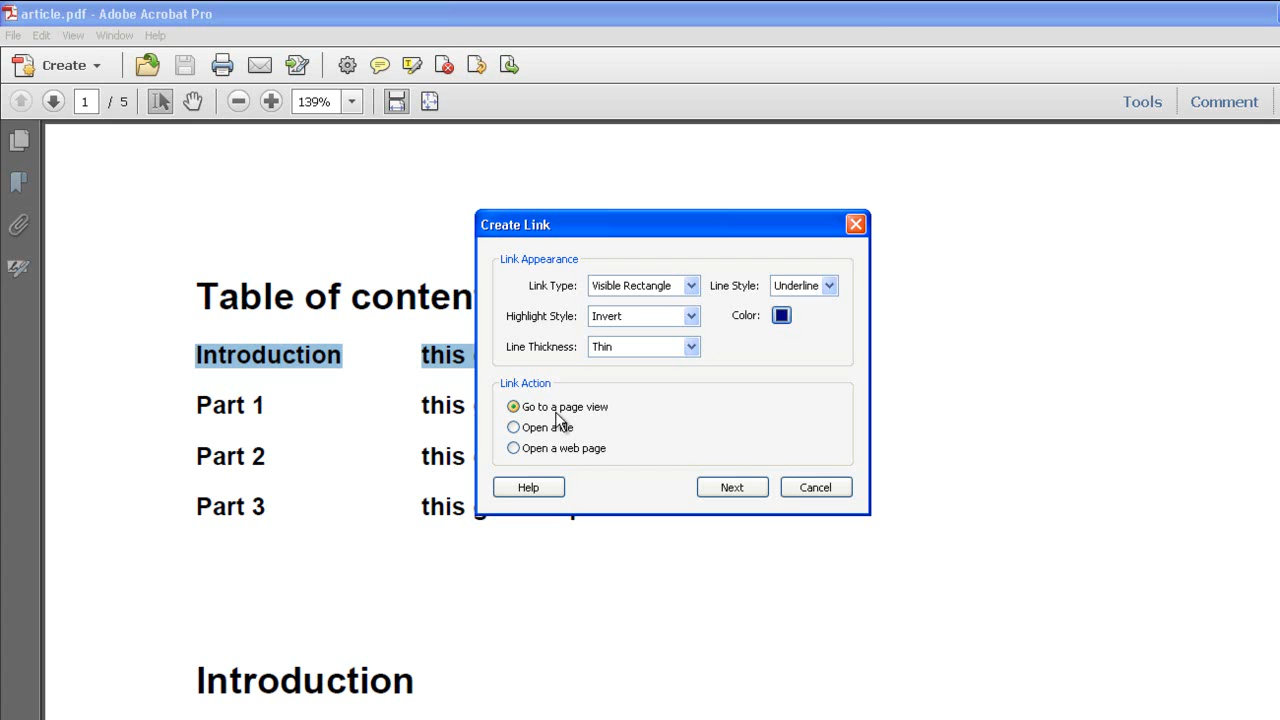 article.pdf - Adobe Acrobat Pro
File Edit View Window Help
Create
1 / 5 139% Tools Comment
Create Link
Link Appearance
Link Type: Visible Rectangle Line Style: Underline
Highlight Style: Invert Color:
Line Thickness: Thin
Link Action
Go to a page view
Open a
Open a web page
Help Next Cancel
Table of conten
Introduction this
Part 1 this
Part 2 this
Part 3 this
Introduction